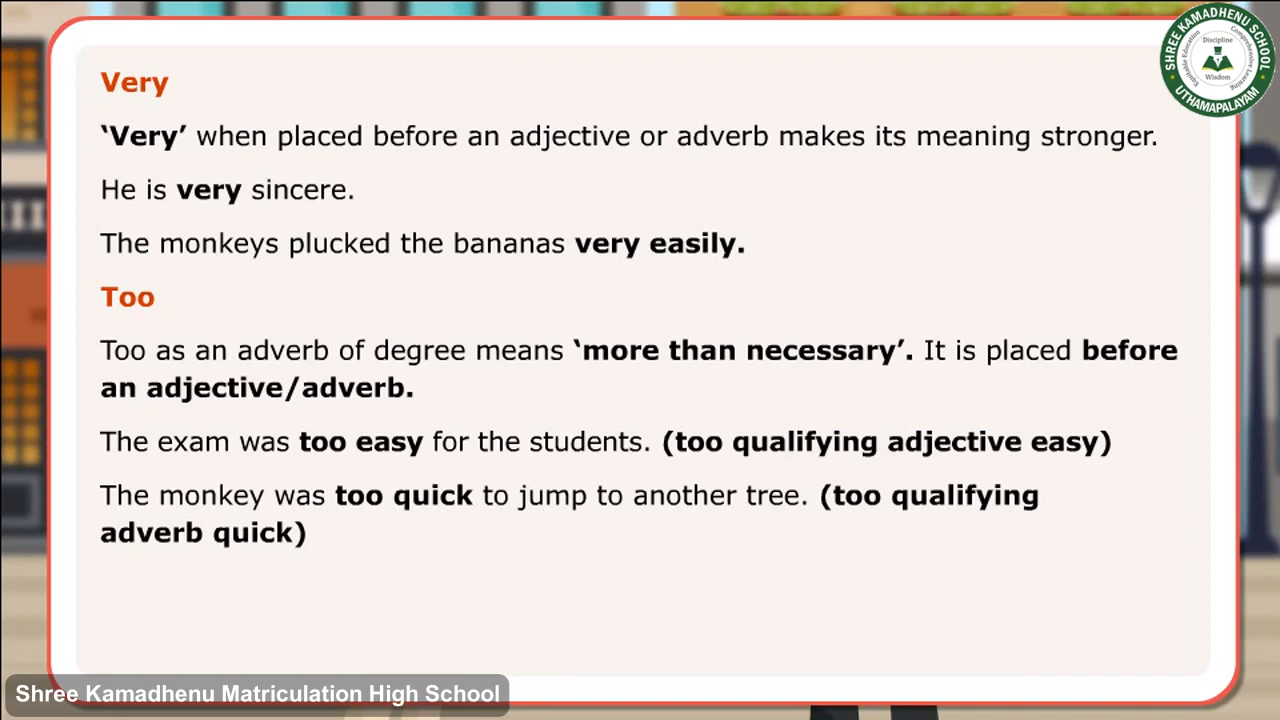 Very
‘Very’ when placed before an adjective or adverb makes its meaning stronger.
He is very sincere.
The monkeys plucked the bananas very easily.
Too
Too as an adverb of degree means ‘more than necessary’. It is placed before
an adjective/adverb.
The exam was too easy for the students. (too qualifying adjective easy)
The monkey was too quick to jump to another tree. (too qualifying
adverb quick)
SHREE KAMADHENU SCHOOL
UTHAMAPALAYAM
Discipline
Wisdom
Equitable Education
Comprehensive Learning
Shree Kamadhenu Matriculation High School